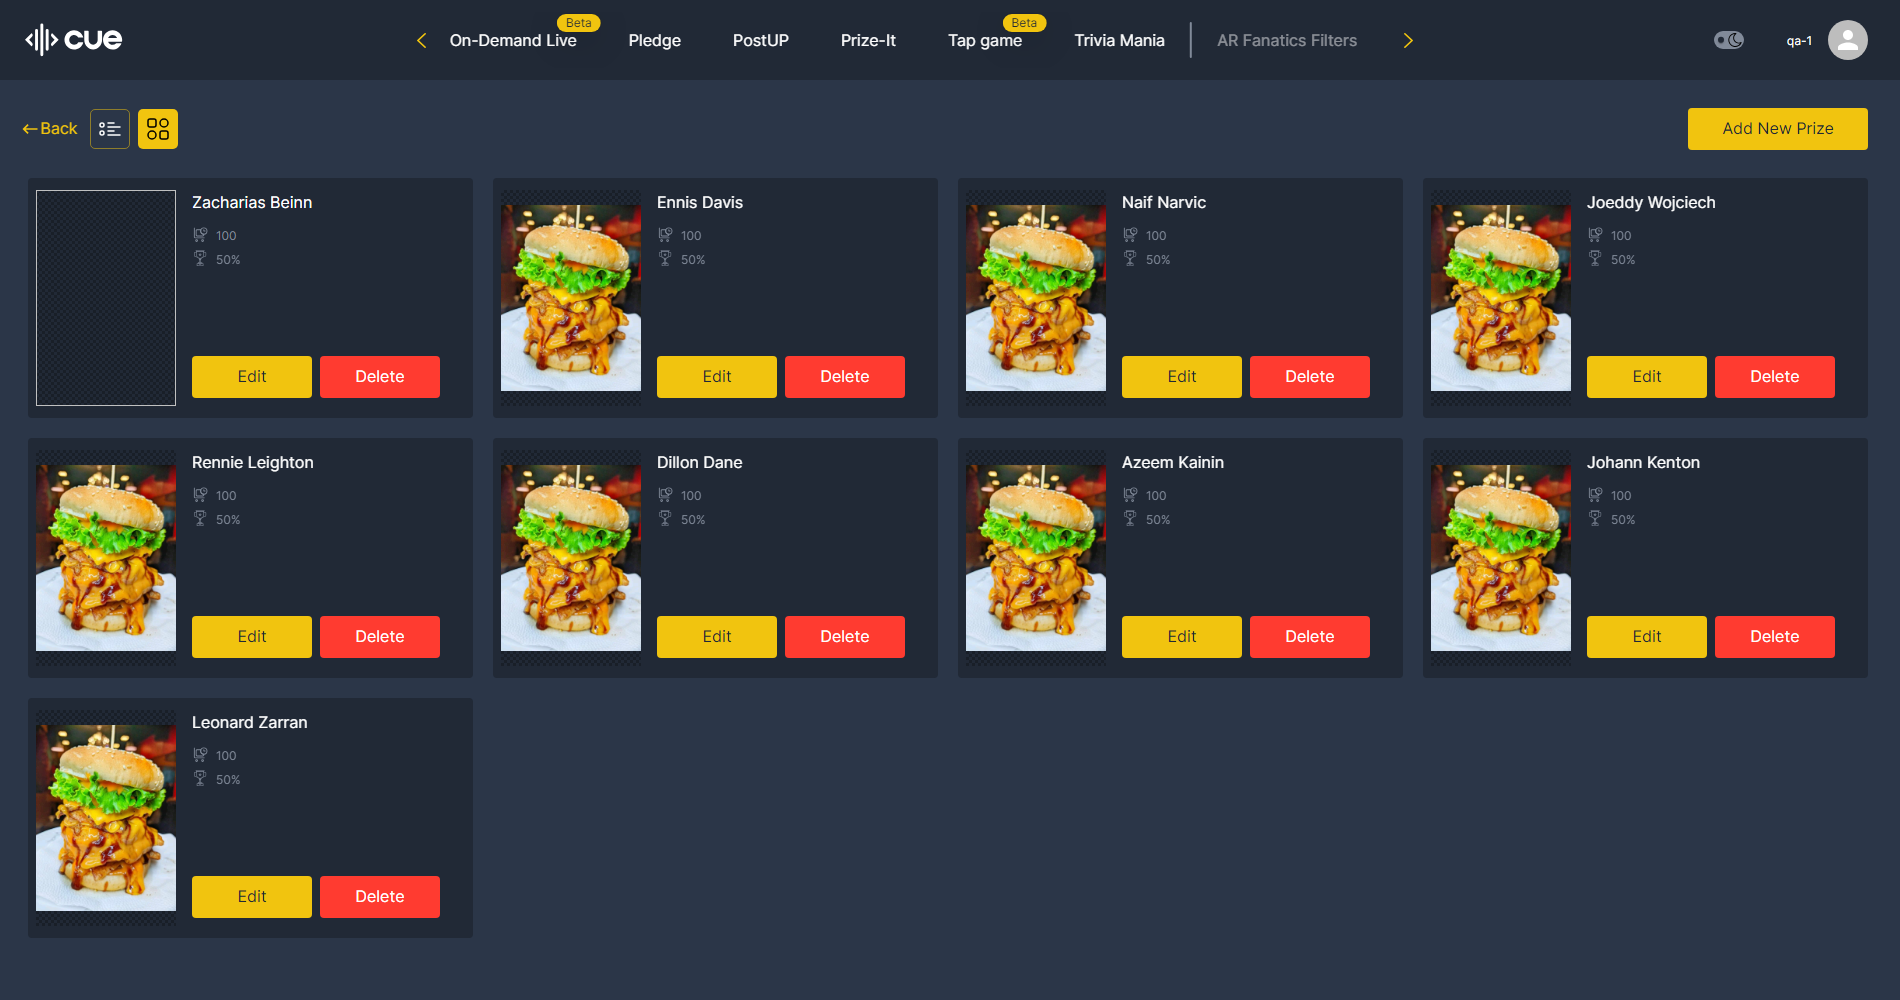 cue
On-Demand Live
Beta
Pledge
PostUP
Prize-It
Tap game
Beta
Trivia Mania
AR Fanatics Filters
qa-1
Back
Add New Prize
Zacharias Beinn
100
50%
Edit
Delete
Ennis Davis
100
50%
Edit
Delete
Naif Narvic
100
50%
Edit
Delete
Joeddy Wojciech
100
50%
Edit
Delete
Rennie Leighton
100
50%
Edit
Delete
Dillon Dane
100
50%
Edit
Delete
Azeem Kainin
100
50%
Edit
Delete
Johann Kenton
100
50%
Edit
Delete
Leonard Zarran
100
50%
Edit
Delete